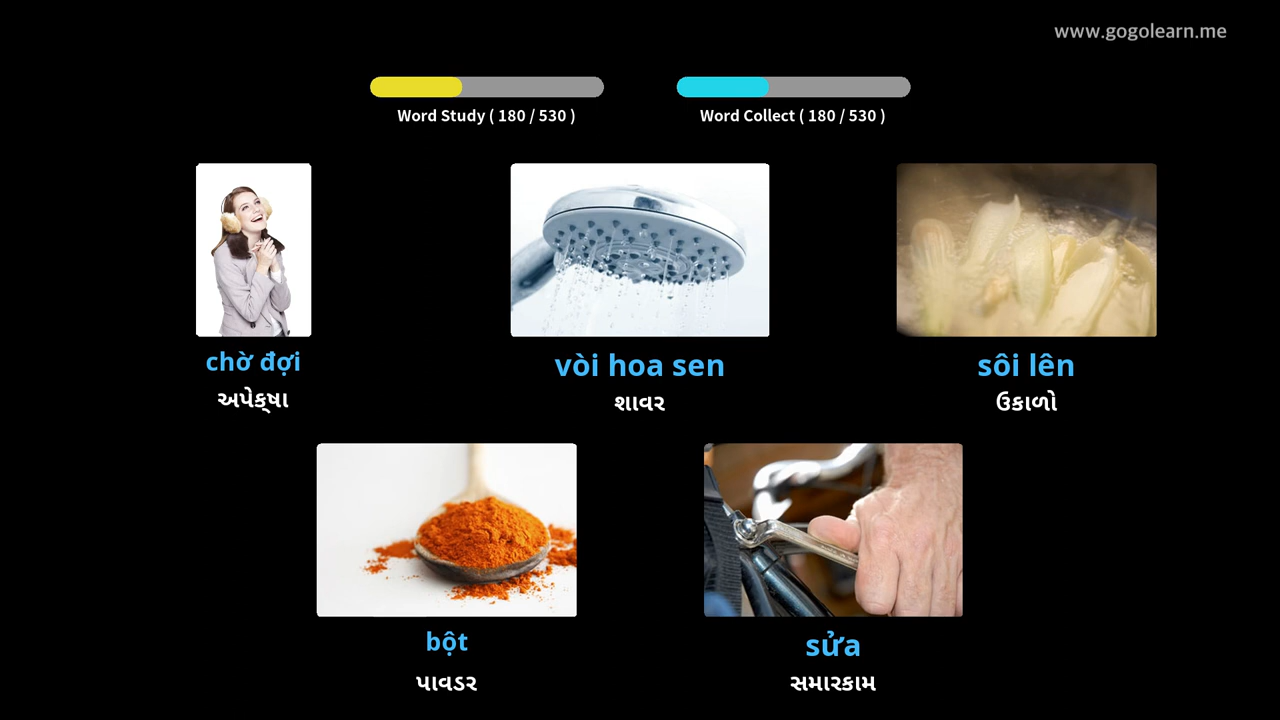 www.gogolearn.me
Word Study ( 180 / 530 )
Word Collect ( 180 / 530 )
chờ đợi
અપેક્ષા
vòi hoa sen
શાવર
sôi lên
ઉકાળો
bột
પાવડર
sửa
સમારકામ